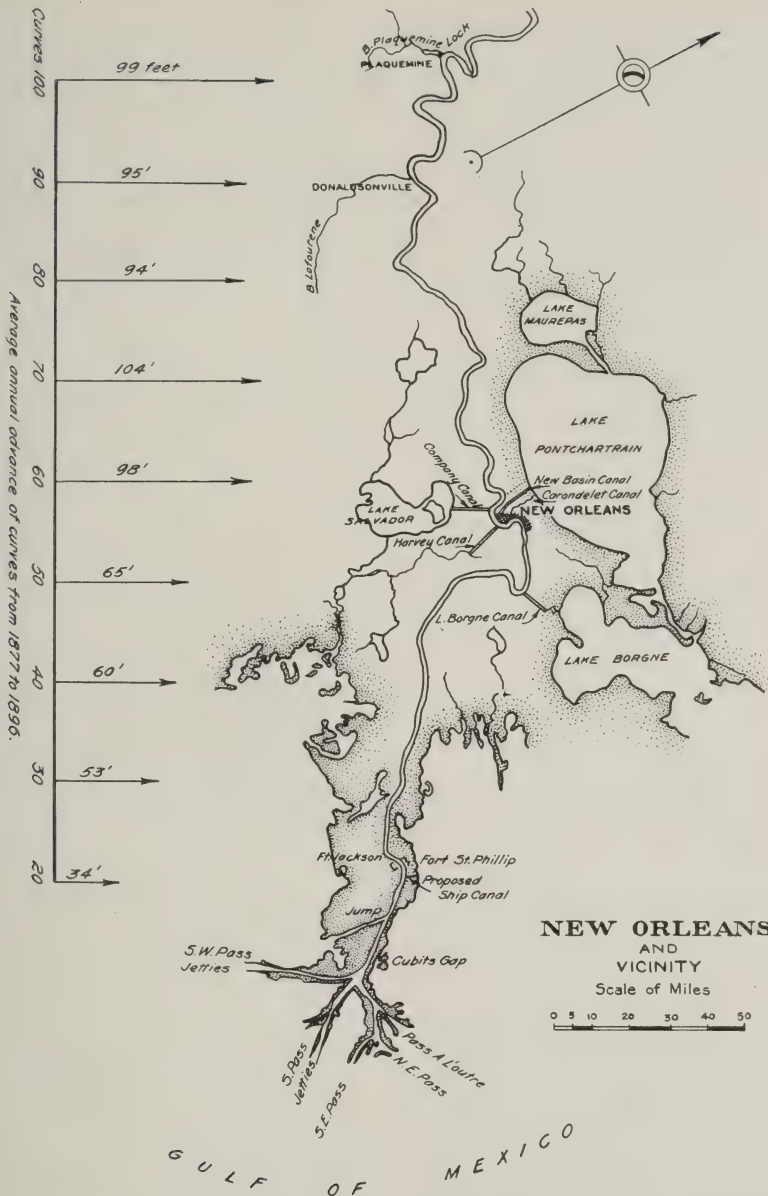 Curves 100
99 feet
90
95'
80
94'
70
104'
60
98'
50
65'
40
60'
30
53'
20
34'
Average annual advance of curves from 1877 to 1896.
B. Plaquemine Lock
PLAQUEMINE
DONALDSONVILLE
B. Lafourene
LAKE
MAUREPAS
LAKE
PONTCHARTRAIN
Company Canal
New Basin Canal
Carondelet Canal
NEW ORLEANS
LAKE
SALVADOR
Harvey Canal
L. Borgne Canal
LAKE BORGNE
Ft. Jackson
Fort St. Phillip
Proposed
Ship Canal
Jump
S.W. Pass
Jetties
Cubits Gap
S. Pass
Jetties
S.E. Pass
N.E. Pass
Pass A L'outre
GULF OF MEXICO
NEW ORLEANS
AND
VICINITY
Scale of Miles
0 5 10 20 30 40 50